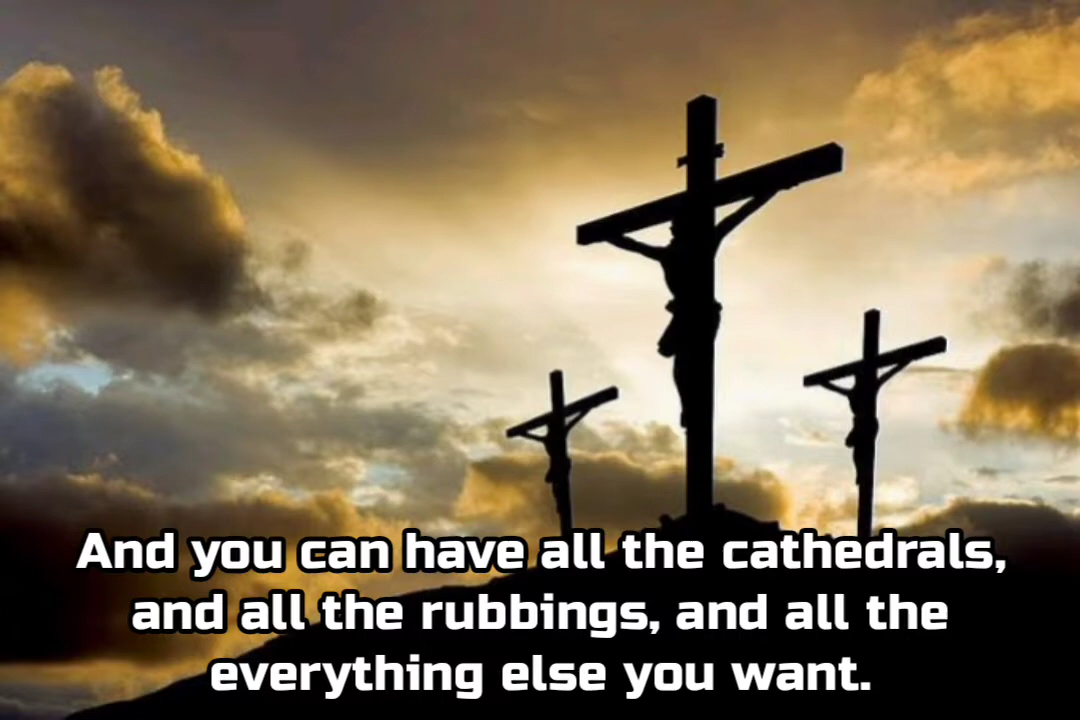 And you can have all the cathedrals,
and all the rubbings, and all the
everything else you want.